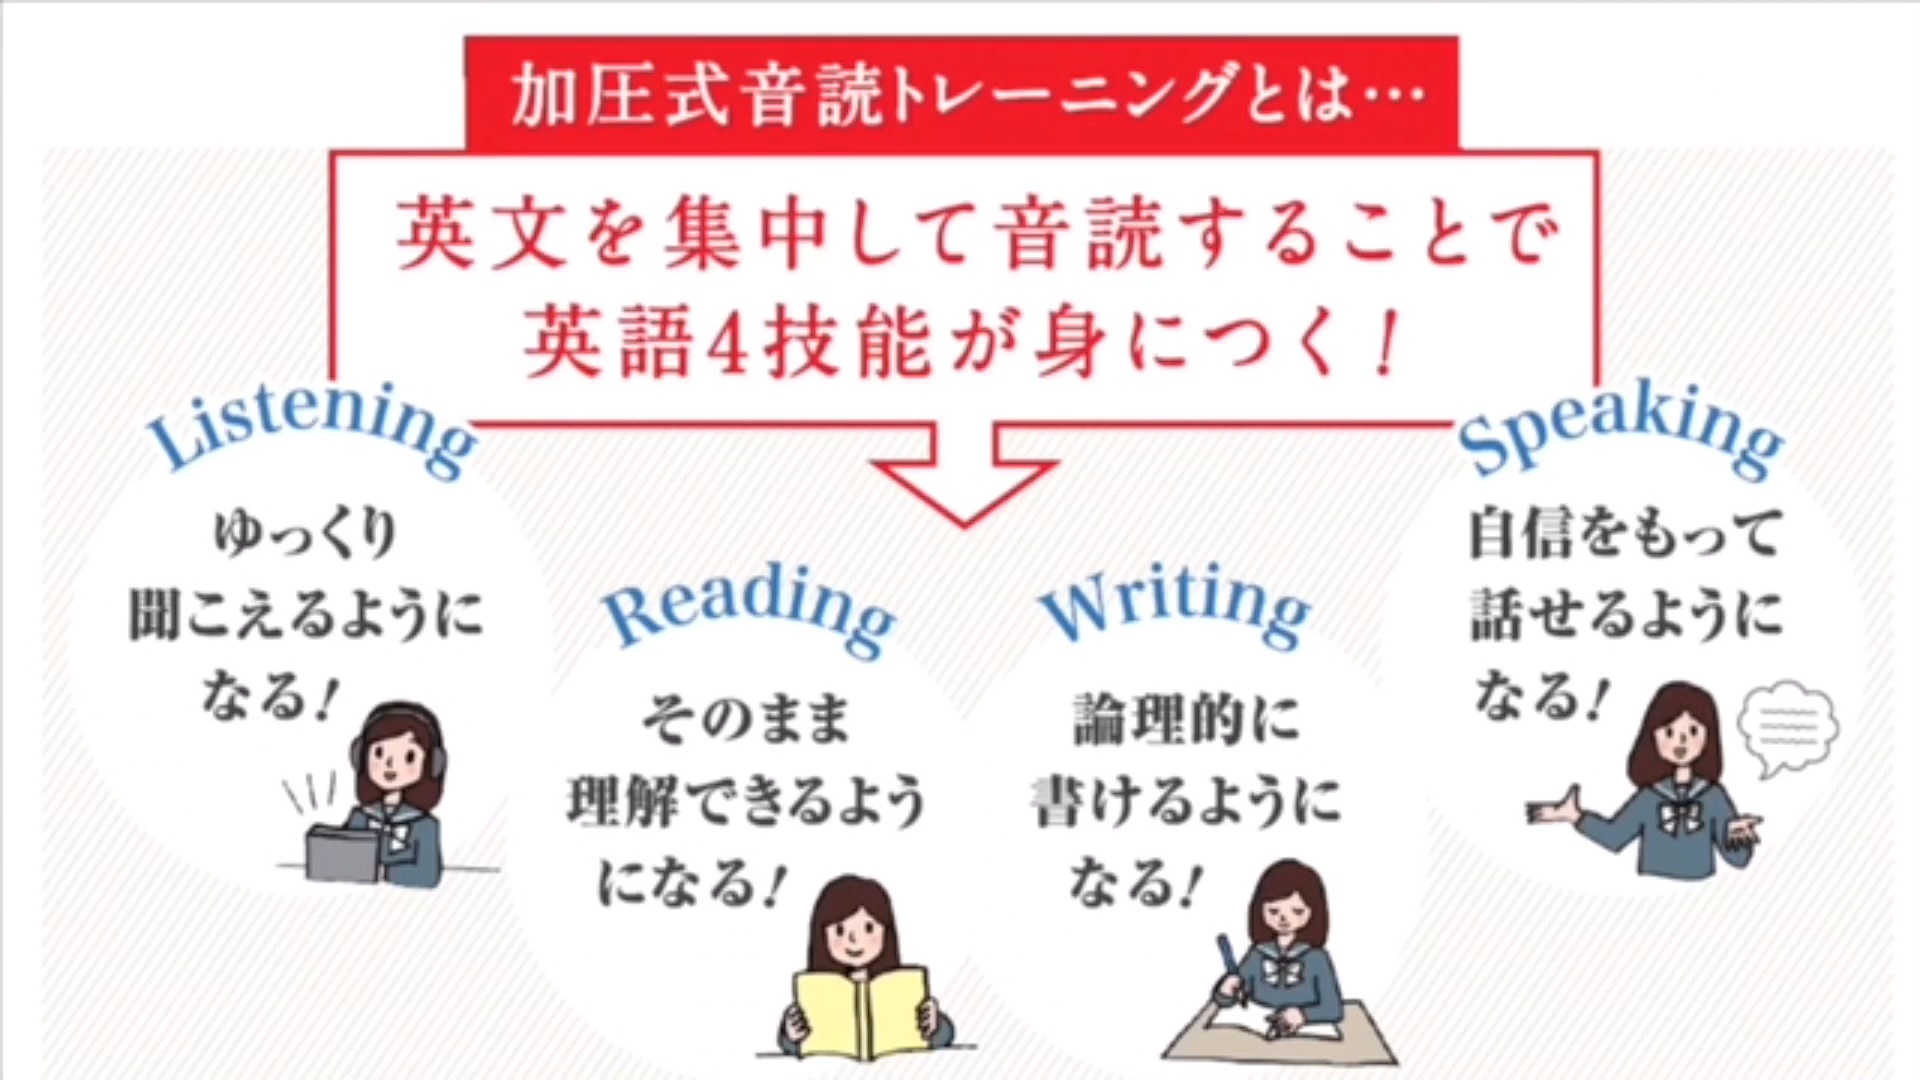 加圧式音読トレーニングとは…
英文を集中して音読することで
英語4技能が身につく！
Listening
ゆっくり
聞こえるように
なる！
Reading
そのまま
理解できるよう
になる！
Writing
論理的に
書けるように
なる！
Speaking
自信をもって
話せるように
なる！